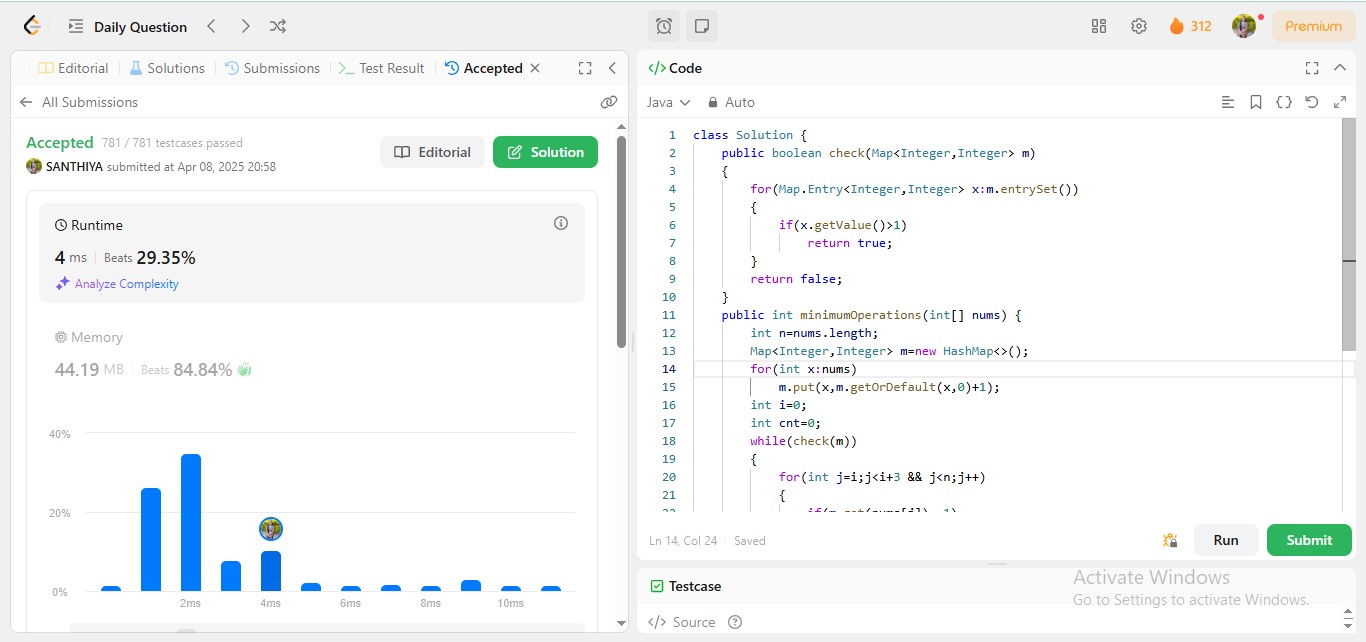 Daily Question
312
Premium
Editorial
Solutions
Submissions
Test Result
Accepted
All Submissions
Accepted 781 / 781 testcases passed
SANTHIYA submitted at Apr 08, 2025 20:58
Editorial
Solution
Runtime
4 ms Beats 29.35%
Analyze Complexity
Memory
44.19 MB Beats 84.84%
40%
20%
0%
2ms 4ms 6ms 8ms 10ms
</> Code
Java Auto
1 class Solution {
2 public boolean check(Map<Integer,Integer> m)
3 {
4 for(Map.Entry<Integer,Integer> x:m.entrySet())
5 {
6 if(x.getValue()>1)
7 return true;
8 }
9 return false;
10 }
11 public int minimumOperations(int[] nums) {
12 int n=nums.length;
13 Map<Integer,Integer> m=new HashMap<>();
14 for(int x:nums)
15 m.put(x,m.getOrDefault(x,0)+1);
16 int i=0;
17 int cnt=0;
18 while(check(m))
19 {
20 for(int j=i;j<i+3 && j<n;j++)
21 {
Ln 14, Col 24 Saved
Run
Submit
Testcase
</> Source
Activate Windows
Go to Settings to activate Windows.